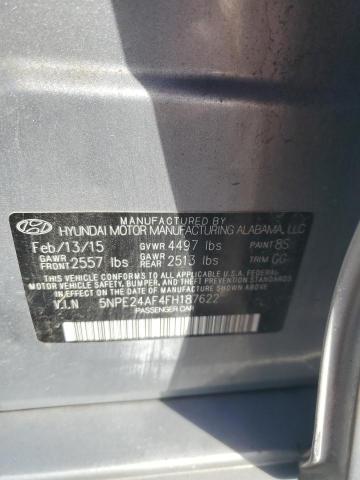 MANUFACTURED BY
HYUNDAI MOTOR MANUFACTURING ALABAMA, LLC
Feb/13/15 GVWR 4497 lbs PAINT 8S
GAWR FRONT 2557 lbs GAWR REAR 2513 lbs TRIM GG
THIS VEHICLE CONFORMS TO ALL APPLICABLE U.S.A. FEDERAL
MOTOR VEHICLE SAFETY, BUMPER, AND THEFT PREVENTION STANDARDS
IN EFFECT ON THE DATE OF MANUFACTURE SHOWN ABOVE.
V.I.N 5NPE24AF4FH187622
PASSENGER CAR